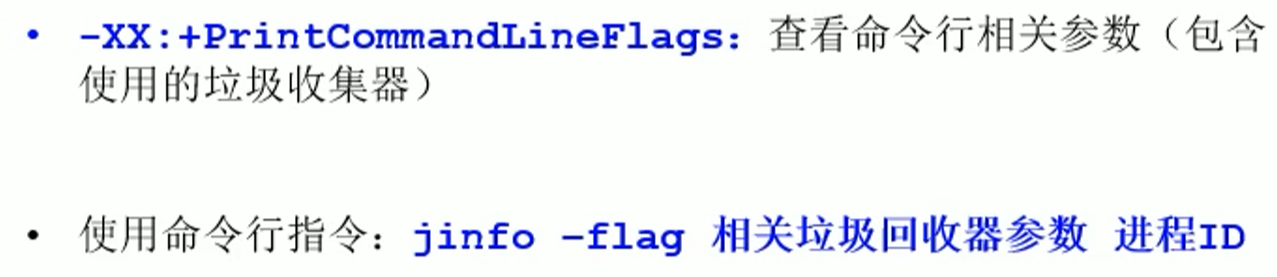 • -XX:+PrintCommandLineFlags：查看命令行相关参数（包含
使用的垃圾收集器）
• 使用命令行指令：jinfo -flag 相关垃圾回收器参数 进程ID